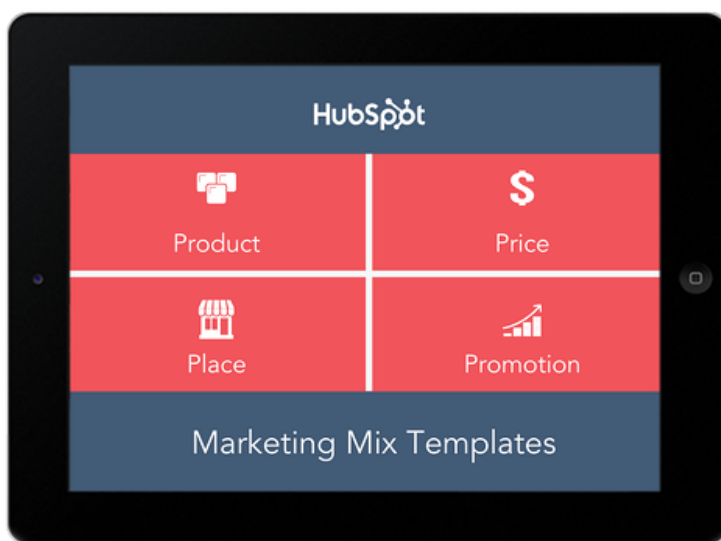 HubSpot
Product
Price
Place
Promotion
Marketing Mix Templates